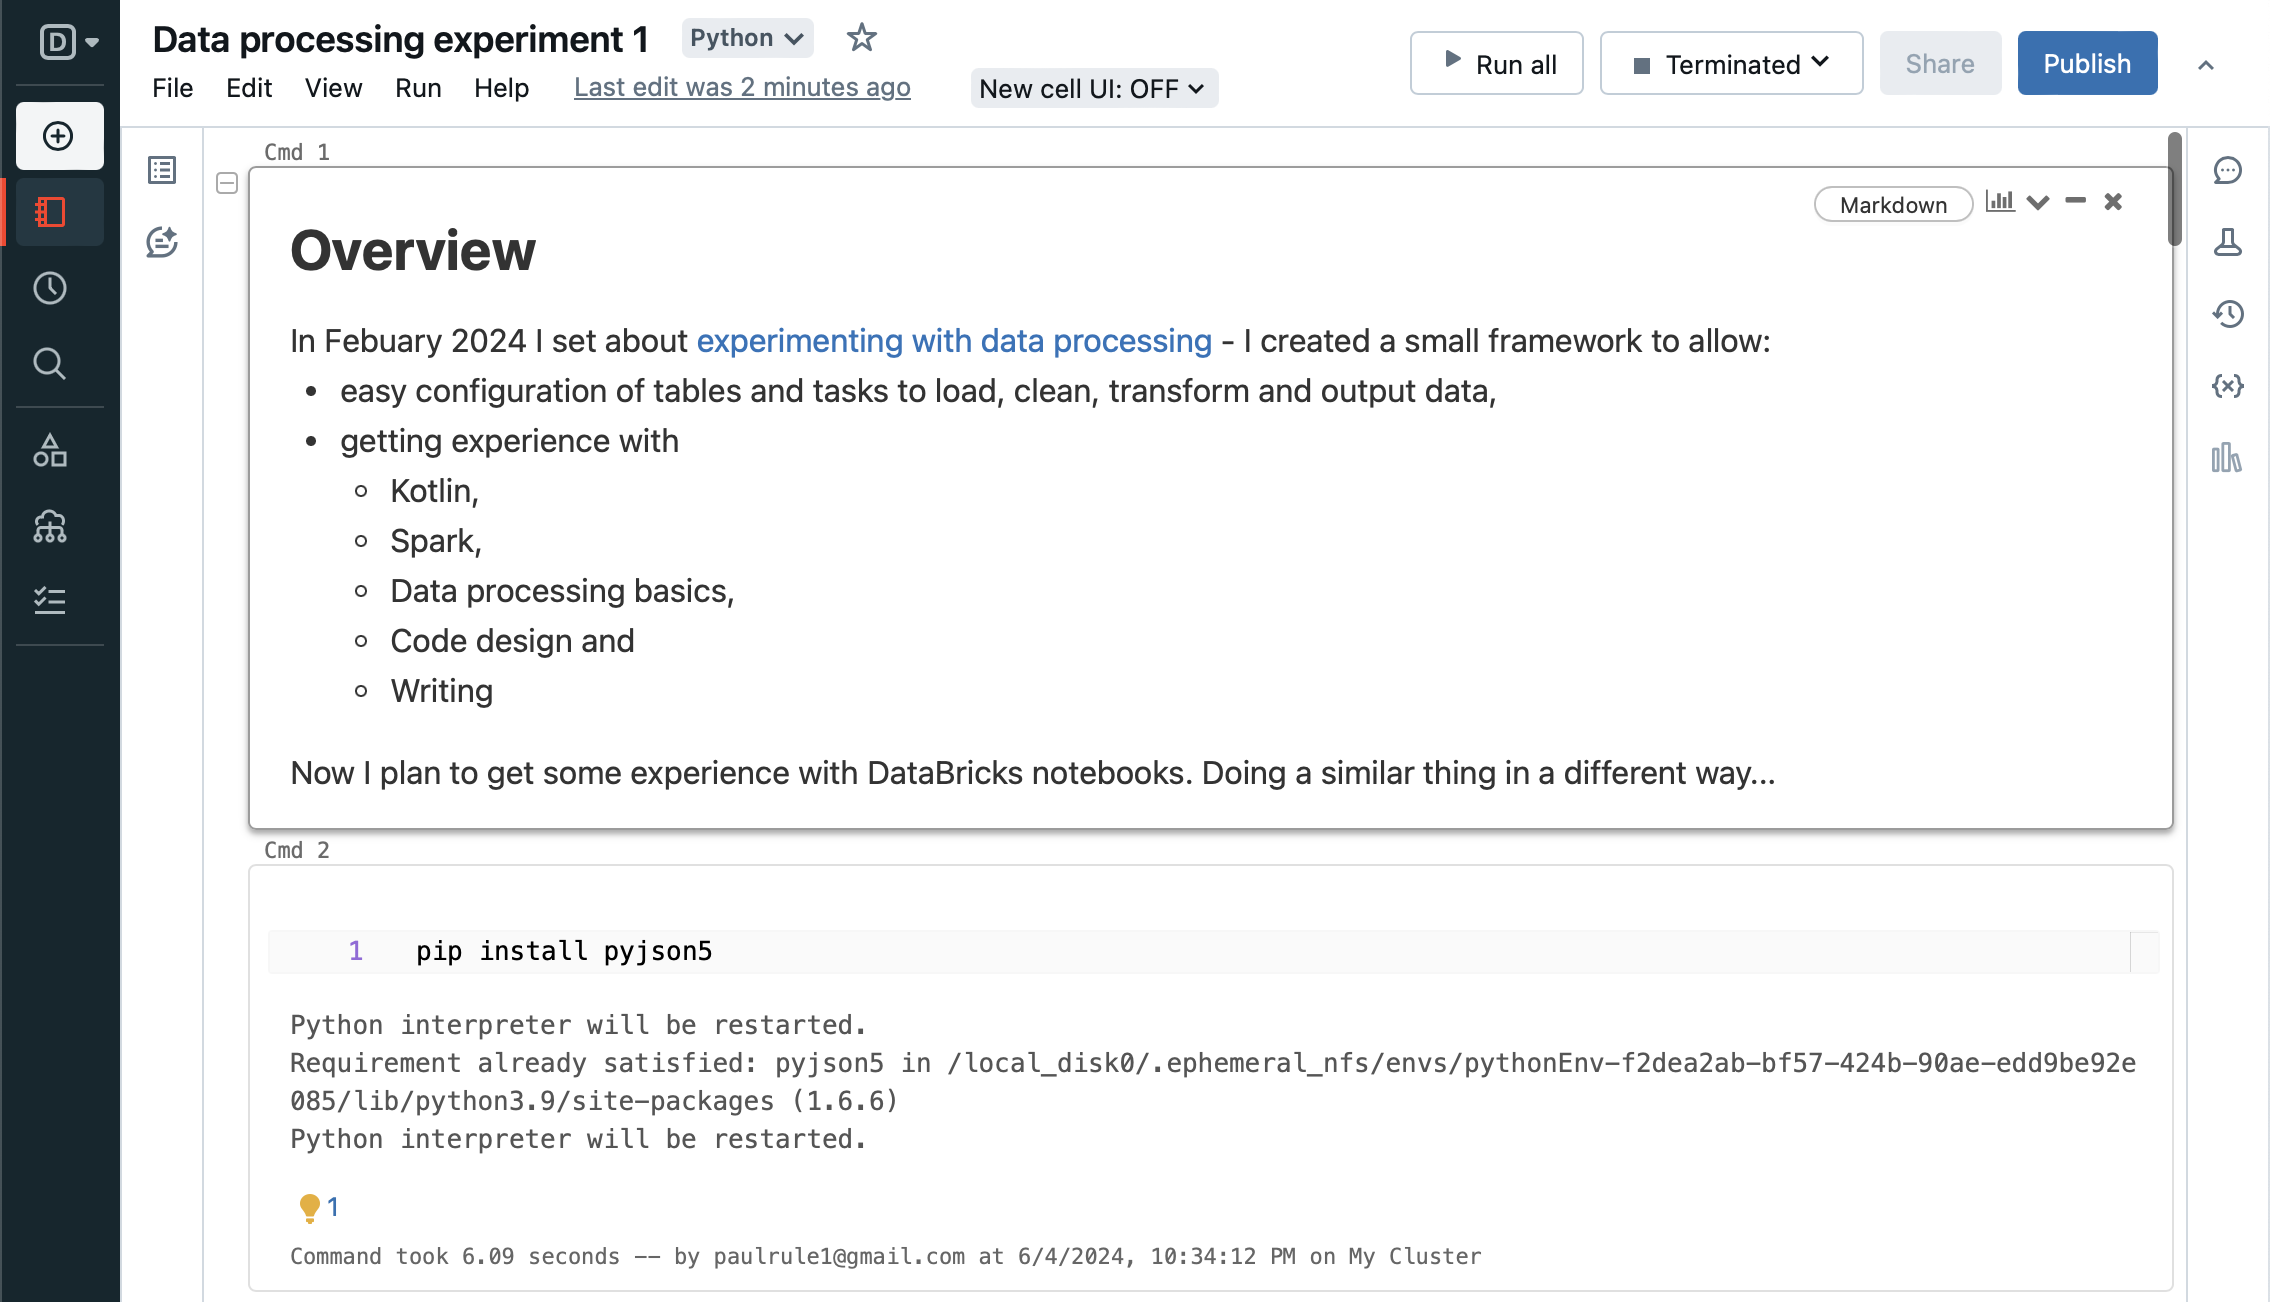 D
Data processing experiment 1 Python
Run all Terminated Share Publish
File Edit View Run Help Last edit was 2 minutes ago New cell UI: OFF
Cmd 1
Markdown
Overview
In Febuary 2024 I set about experimenting with data processing - I created a small framework to allow:
• easy configuration of tables and tasks to load, clean, transform and output data,
• getting experience with
Kotlin,
Spark,
Data processing basics,
Code design and
Writing
Now I plan to get some experience with DataBricks notebooks. Doing a similar thing in a different way...
Cmd 2
1 pip install pyjson5
Python interpreter will be restarted.
Requirement already satisfied: pyjson5 in /local_disk0/.ephemeral_nfs/envs/pythonEnv-f2dea2ab-bf57-424b-90ae-edd9be92e
085/lib/python3.9/site-packages (1.6.6)
Python interpreter will be restarted.
1
Command took 6.09 seconds -- by paulrule1@gmail.com at 6/4/2024, 10:34:12 PM on My Cluster